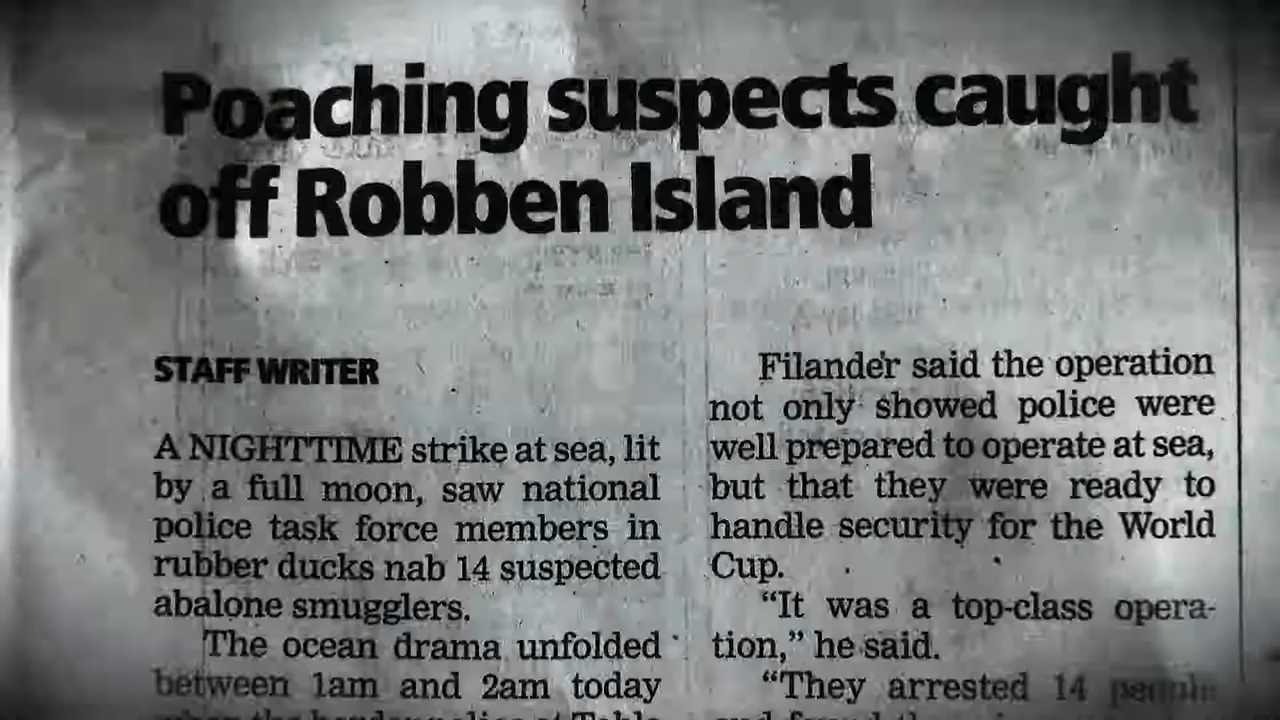 Poaching suspects caught
off Robben Island
STAFF WRITER
A NIGHTTIME strike at sea, lit
by a full moon, saw national
police task force members in
rubber ducks nab 14 suspected
abalone smugglers.
The ocean drama unfolded
between 1am and 2am today
Filander said the operation
not only showed police were
well prepared to operate at sea,
but that they were ready to
handle security for the World
Cup.
“It was a top-class opera-
tion,” he said.
“They arrested 14 people